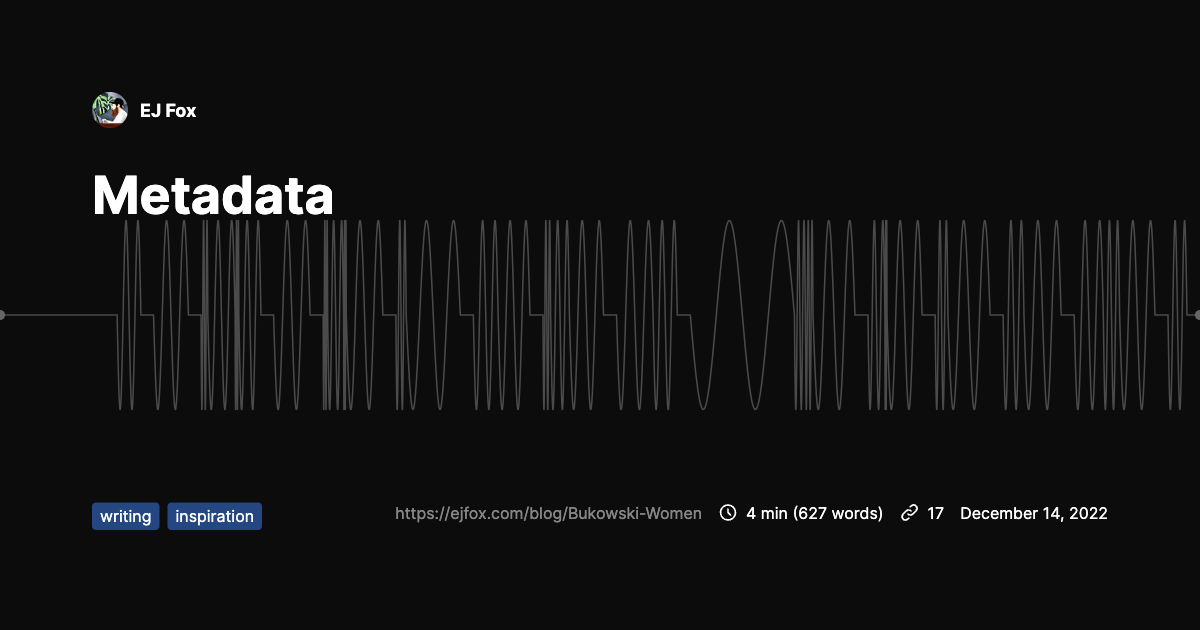 EJ Fox
Metadata
writing inspiration https://ejfox.com/blog/Bukowski-Women 4 min (627 words) 17 December 14, 2022